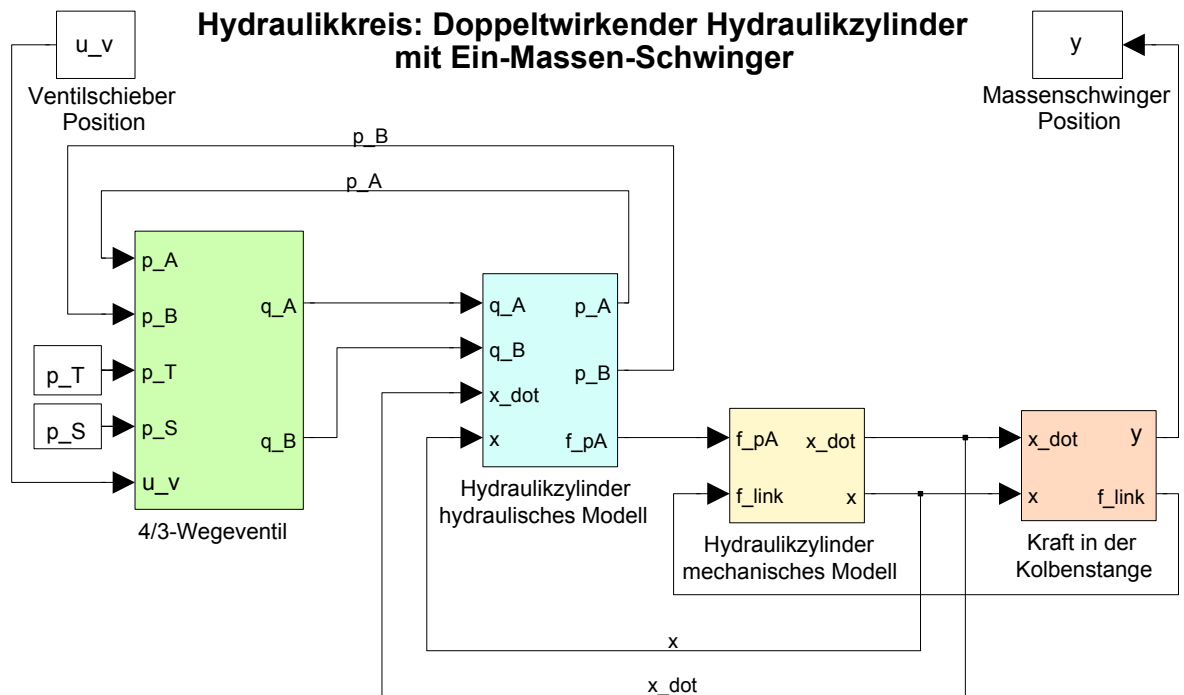 Hydraulikkreis: Doppeltwirkender Hydraulikzylinder
mit Ein-Massen-Schwinger
u_v
Ventilschieber
Position
y
Massenschwinger
Position
p_B
p_A
p_A
p_B
p_T
p_S
u_v
q_A
q_B
4/3-Wegeventil
p_T
p_S
q_A
q_B
x_dot
x
p_A
p_B
f_pA
Hydraulikzylinder
hydraulisches Modell
f_pA
f_link
x_dot
x
Hydraulikzylinder
mechanisches Modell
x_dot
x
y
f_link
Kraft in der
Kolbenstange
x
x_dot